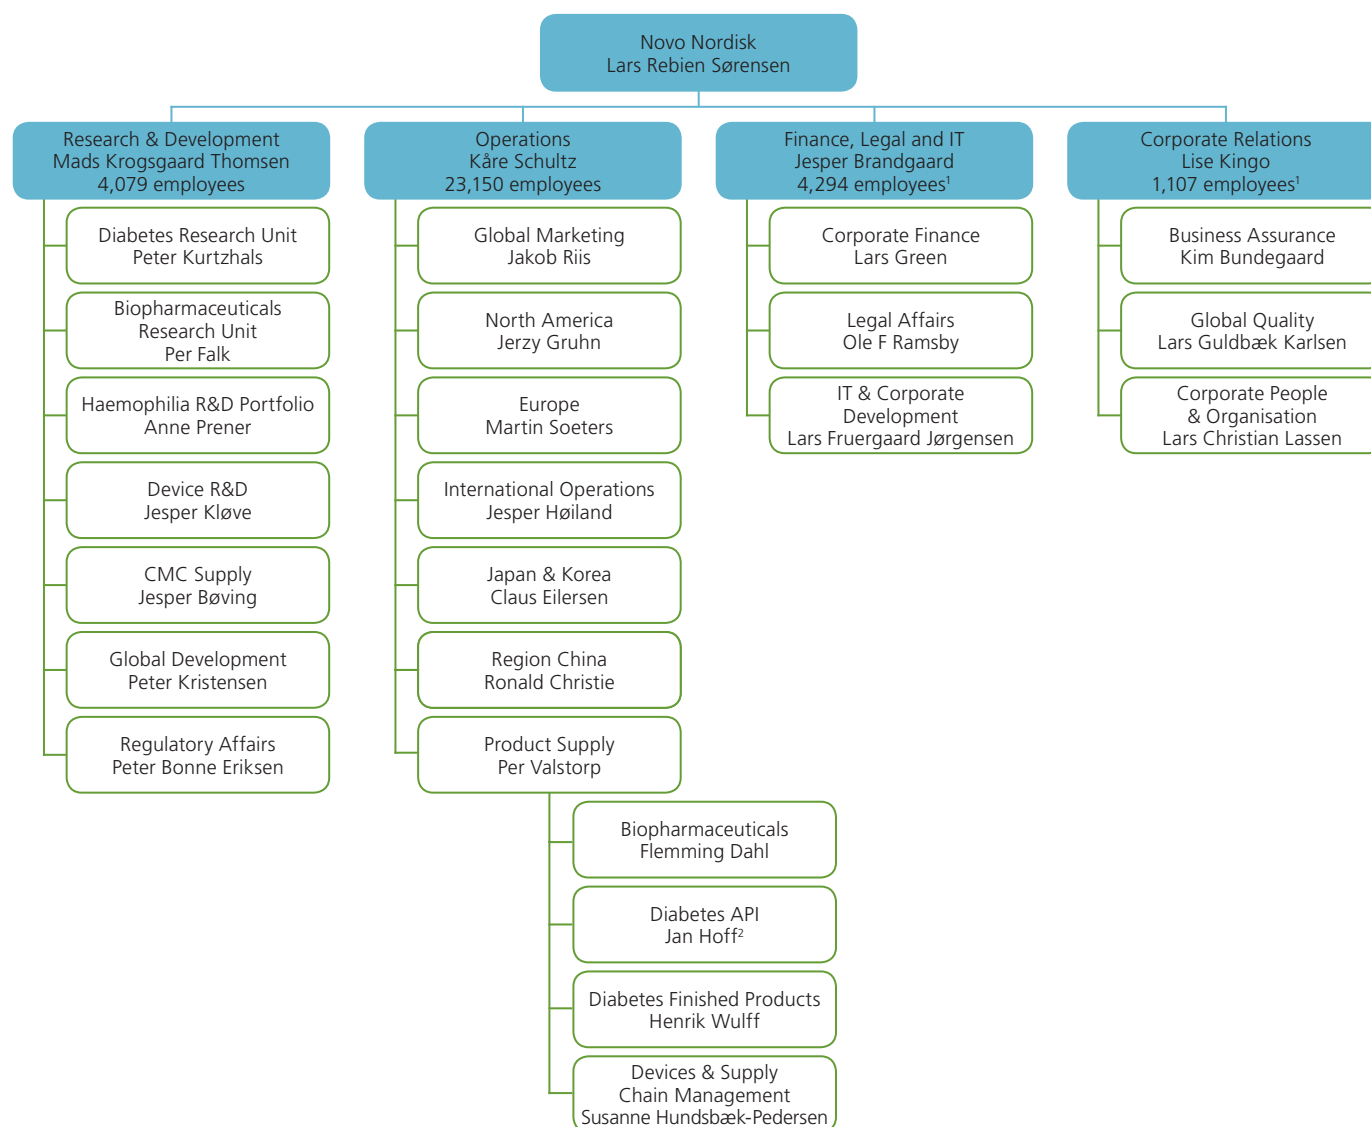 Novo Nordisk
Lars Rebien Sørensen
Research & Development
Mads Krogsgaard Thomsen
4,079 employees
Operations
Kåre Schultz
23,150 employees
Finance, Legal and IT
Jesper Brandgaard
4,294 employees¹
Corporate Relations
Lise Kingo
1,107 employees¹
Diabetes Research Unit
Peter Kurtzhals
Biopharmaceuticals
Research Unit
Per Falk
Haemophilia R&D Portfolio
Anne Prener
Device R&D
Jesper Kløve
CMC Supply
Jesper Bøving
Global Development
Peter Kristensen
Regulatory Affairs
Peter Bonne Eriksen
Global Marketing
Jakob Riis
North America
Jerzy Gruhn
Europe
Martin Soeters
International Operations
Jesper Høiland
Japan & Korea
Claus Eilersen
Region China
Ronald Christie
Product Supply
Per Valstorp
Biopharmaceuticals
Flemming Dahl
Diabetes API
Jan Hoff²
Diabetes Finished Products
Henrik Wulff
Devices & Supply
Chain Management
Susanne Hundsbæk-Pedersen
Corporate Finance
Lars Green
Legal Affairs
Ole F Ramsby
IT & Corporate
Development
Lars Fruergaard Jørgensen
Business Assurance
Kim Bundegaard
Global Quality
Lars Guldbæk Karlsen
Corporate People
& Organisation
Lars Christian Lassen